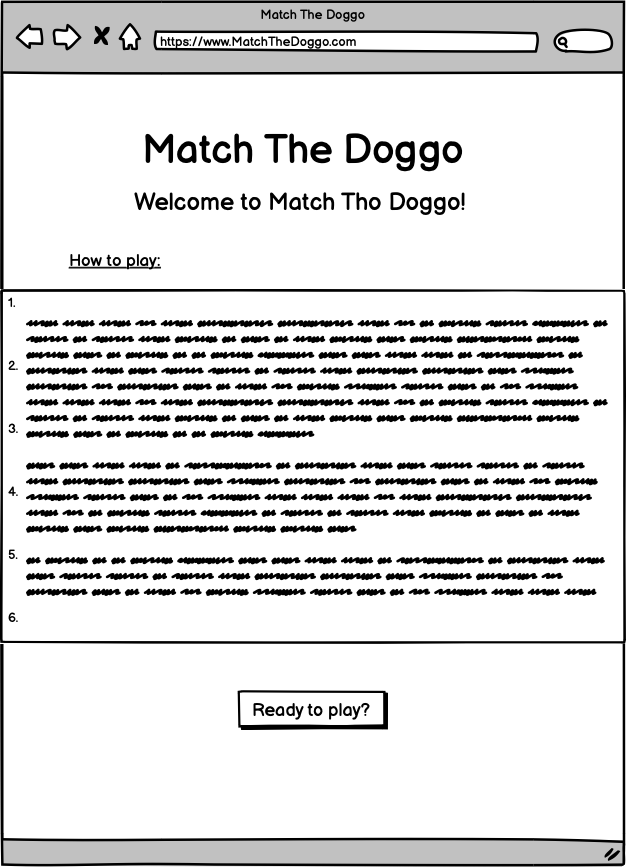 Match The Doggo
https://www.MatchTheDoggo.com
Match The Doggo
Welcome to Match Tho Doggo!
How to play:
1.
2.
3.
4.
5.
6.
Ready to play?